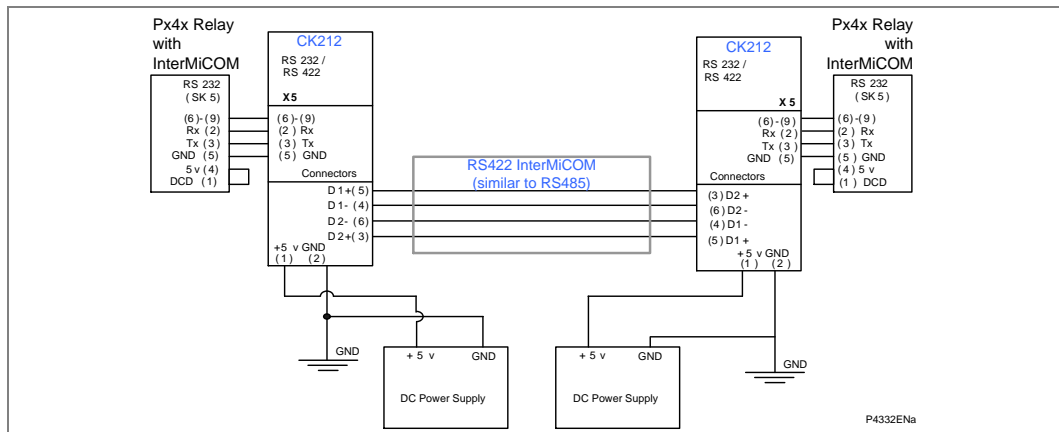 Px4x Relay
with
InterMiCOM
RS 232
(SK 5)
(6)-(9)
Rx (2)
Tx (3)
GND (5)
5v (4)
DCD (1)
CK212
RS 232 /
RS 422
X5
(6)-(9)
(2) Rx
(3) Tx
(5) GND
Connectors
D1+(5)
D1- (4)
D2- (6)
D2+(3)
+5 v GND
(1) (2)
RS422 InterMiCOM
(similar to RS485)
CK212
RS 232 /
RS 422
X 5
(6)-(9)
Rx (2)
Tx (3)
GND (5)
Connectors
(3) D2 +
(6) D2 -
(4) D1 -
(5) D1 +
+5 v GND
(1) (2)
Px4x Relay
with
InterMiCOM
RS 232
(SK 5)
(6)-(9)
(2) Rx
(3) Tx
(5) GND
(4) 5 v
(1) DCD
GND
+ 5 v GND
DC Power Supply
+ 5 v GND
DC Power Supply
GND
P4332ENa